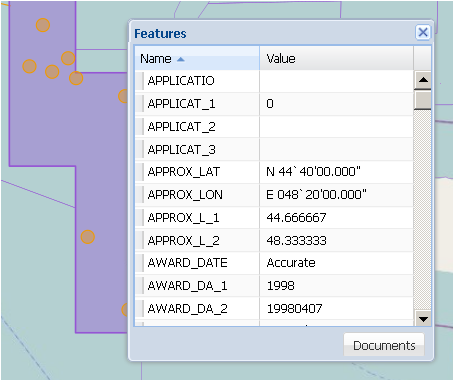 Features
Name Value
APPLICATIO
APPLICAT_1 0
APPLICAT_2
APPLICAT_3
APPROX_LAT N 44`40'00.000"
APPROX_LON E 048`20'00.000"
APPROX_L_1 44.666667
APPROX_L_2 48.333333
AWARD_DATE Accurate
AWARD_DA_1 1998
AWARD_DA_2 19980407
Documents